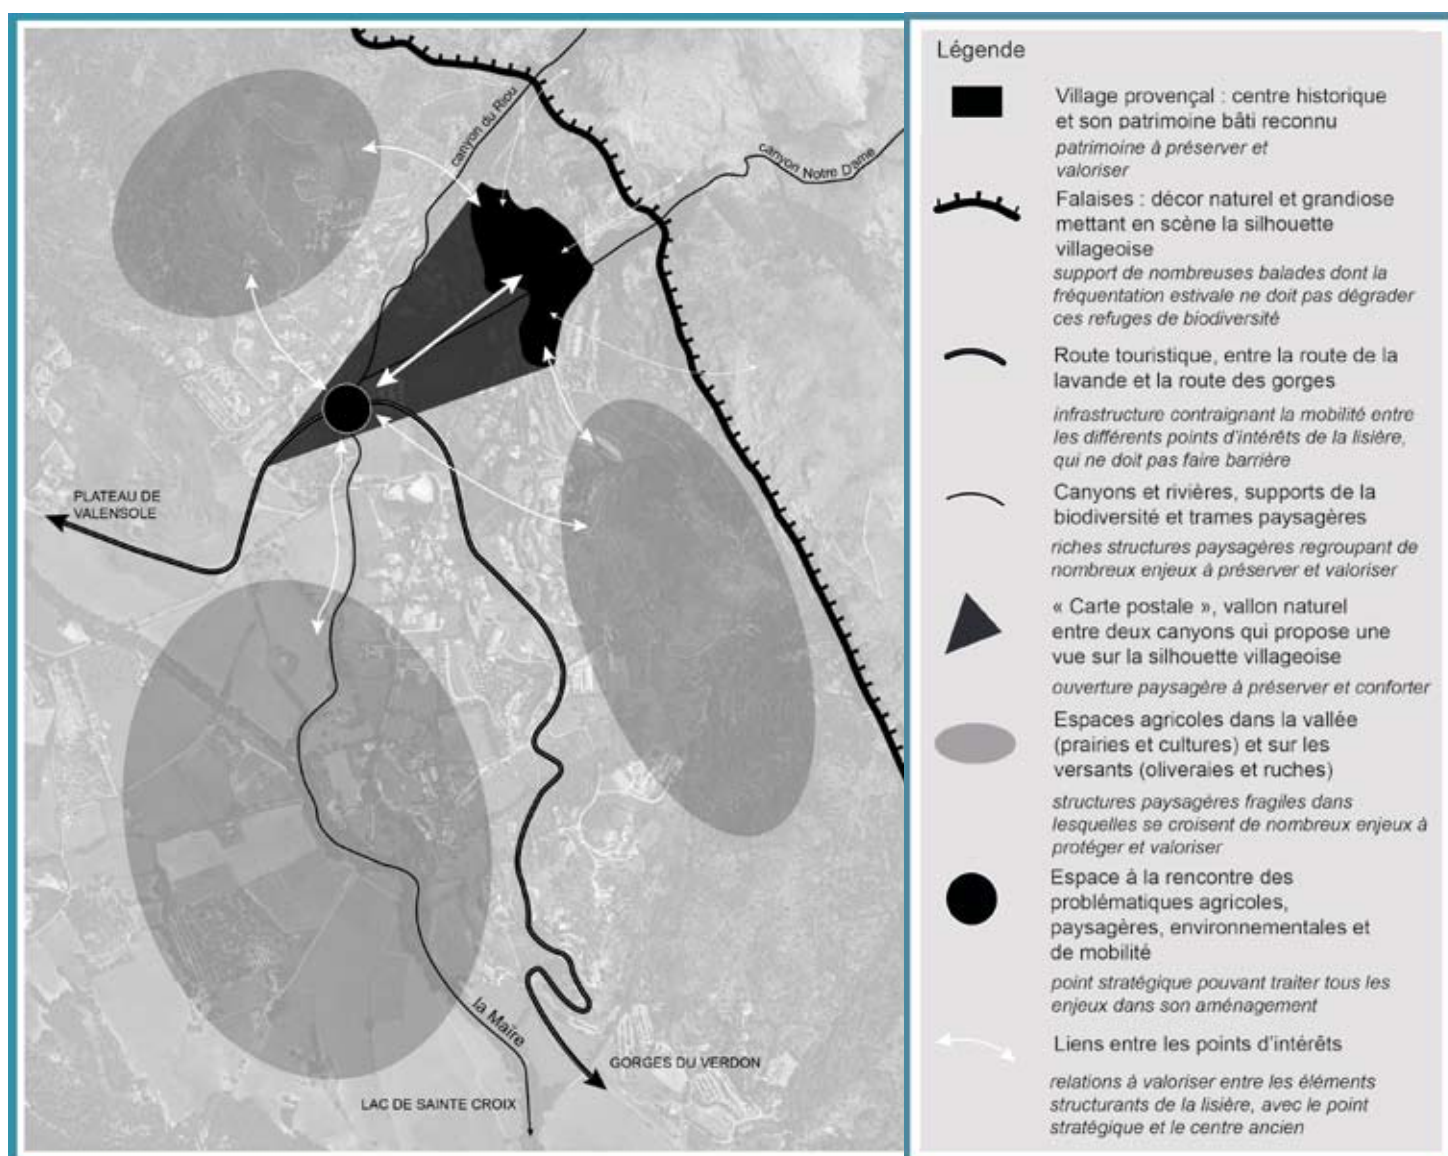 canyon du Riou
canyon Notre Dame
PLATEAU DE
VALENSOLE
la Maïre
GORGES DU VERDON
LAC DE SAINTE CROIX
Légende
Village provençal : centre historique
et son patrimoine bâti reconnu
patrimoine à préserver et
valoriser
Falaises : décor naturel et grandiose
mettant en scène la silhouette
villageoise
support de nombreuses balades dont la
fréquentation estivale ne doit pas dégrader
ces refuges de biodiversité
Route touristique, entre la route de la
lavande et la route des gorges
infrastructure contraignant la mobilité entre
les différents points d'intérêts de la lisière,
qui ne doit pas faire barrière
Canyons et rivières, supports de la
biodiversité et trames paysagères
riches structures paysagères regroupant de
nombreux enjeux à préserver et valoriser
« Carte postale », vallon naturel
entre deux canyons qui propose une
vue sur la silhouette villageoise
ouverture paysagère à préserver et conforter
Espaces agricoles dans la vallée
(prairies et cultures) et sur les
versants (oliveraies et ruches)
structures paysagères fragiles dans
lesquelles se croisent de nombreux enjeux à
protéger et valoriser
Espace à la rencontre des
problématiques agricoles,
paysagères, environnementales et
de mobilité
point stratégique pouvant traiter tous les
enjeux dans son aménagement
Liens entre les points d'intérêts
relations à valoriser entre les éléments
structurants de la lisière, avec le point
stratégique et le centre ancien